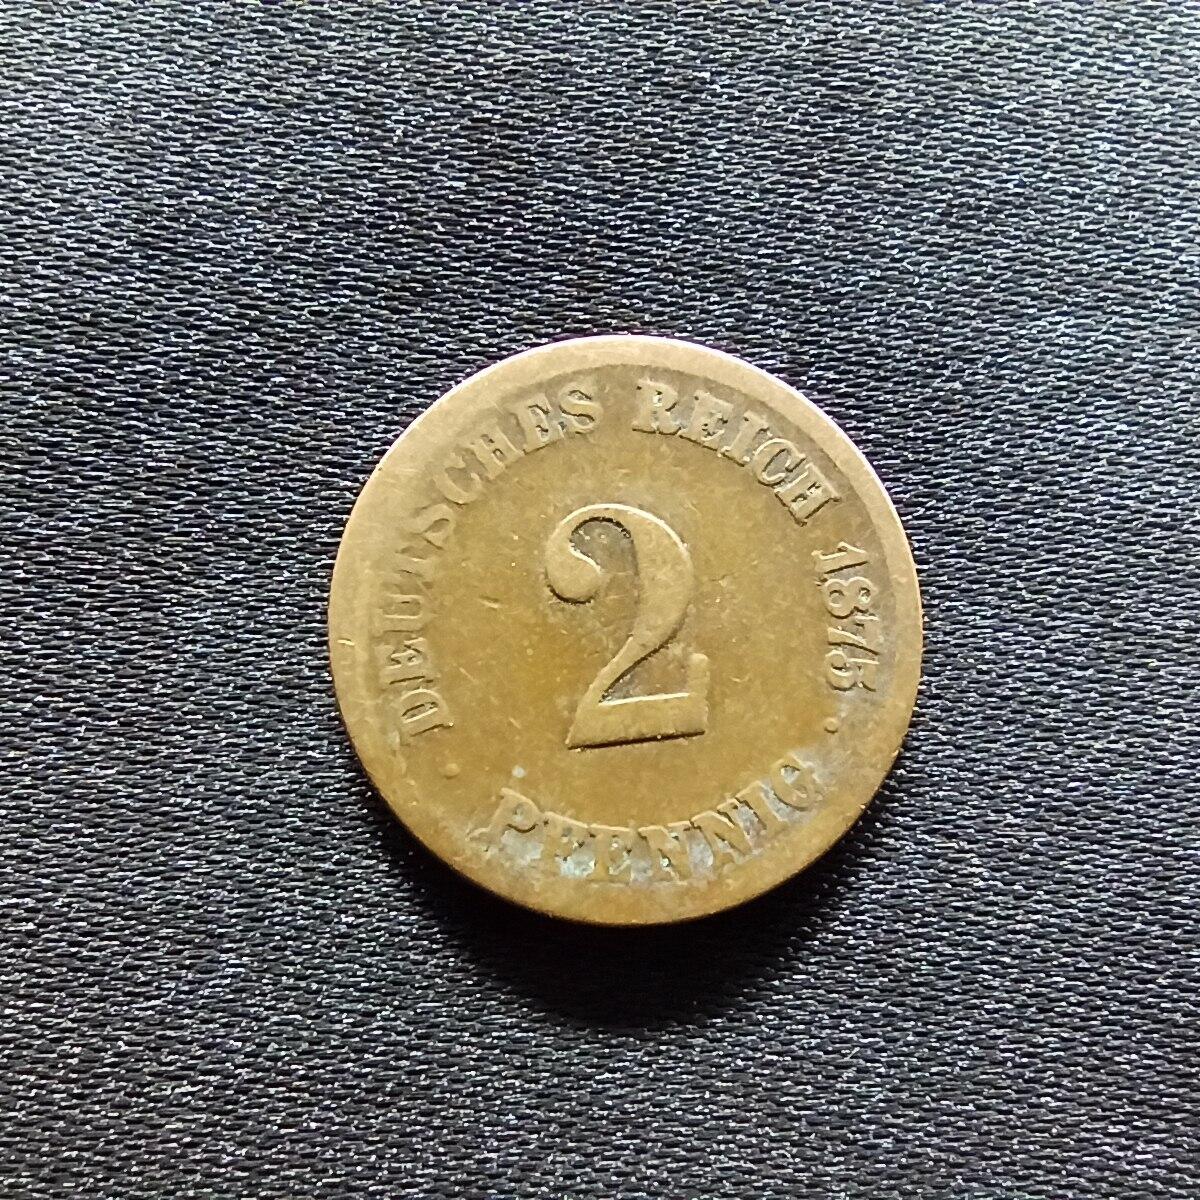 DEUTSCHES REICH 1875
2
PFENNIG